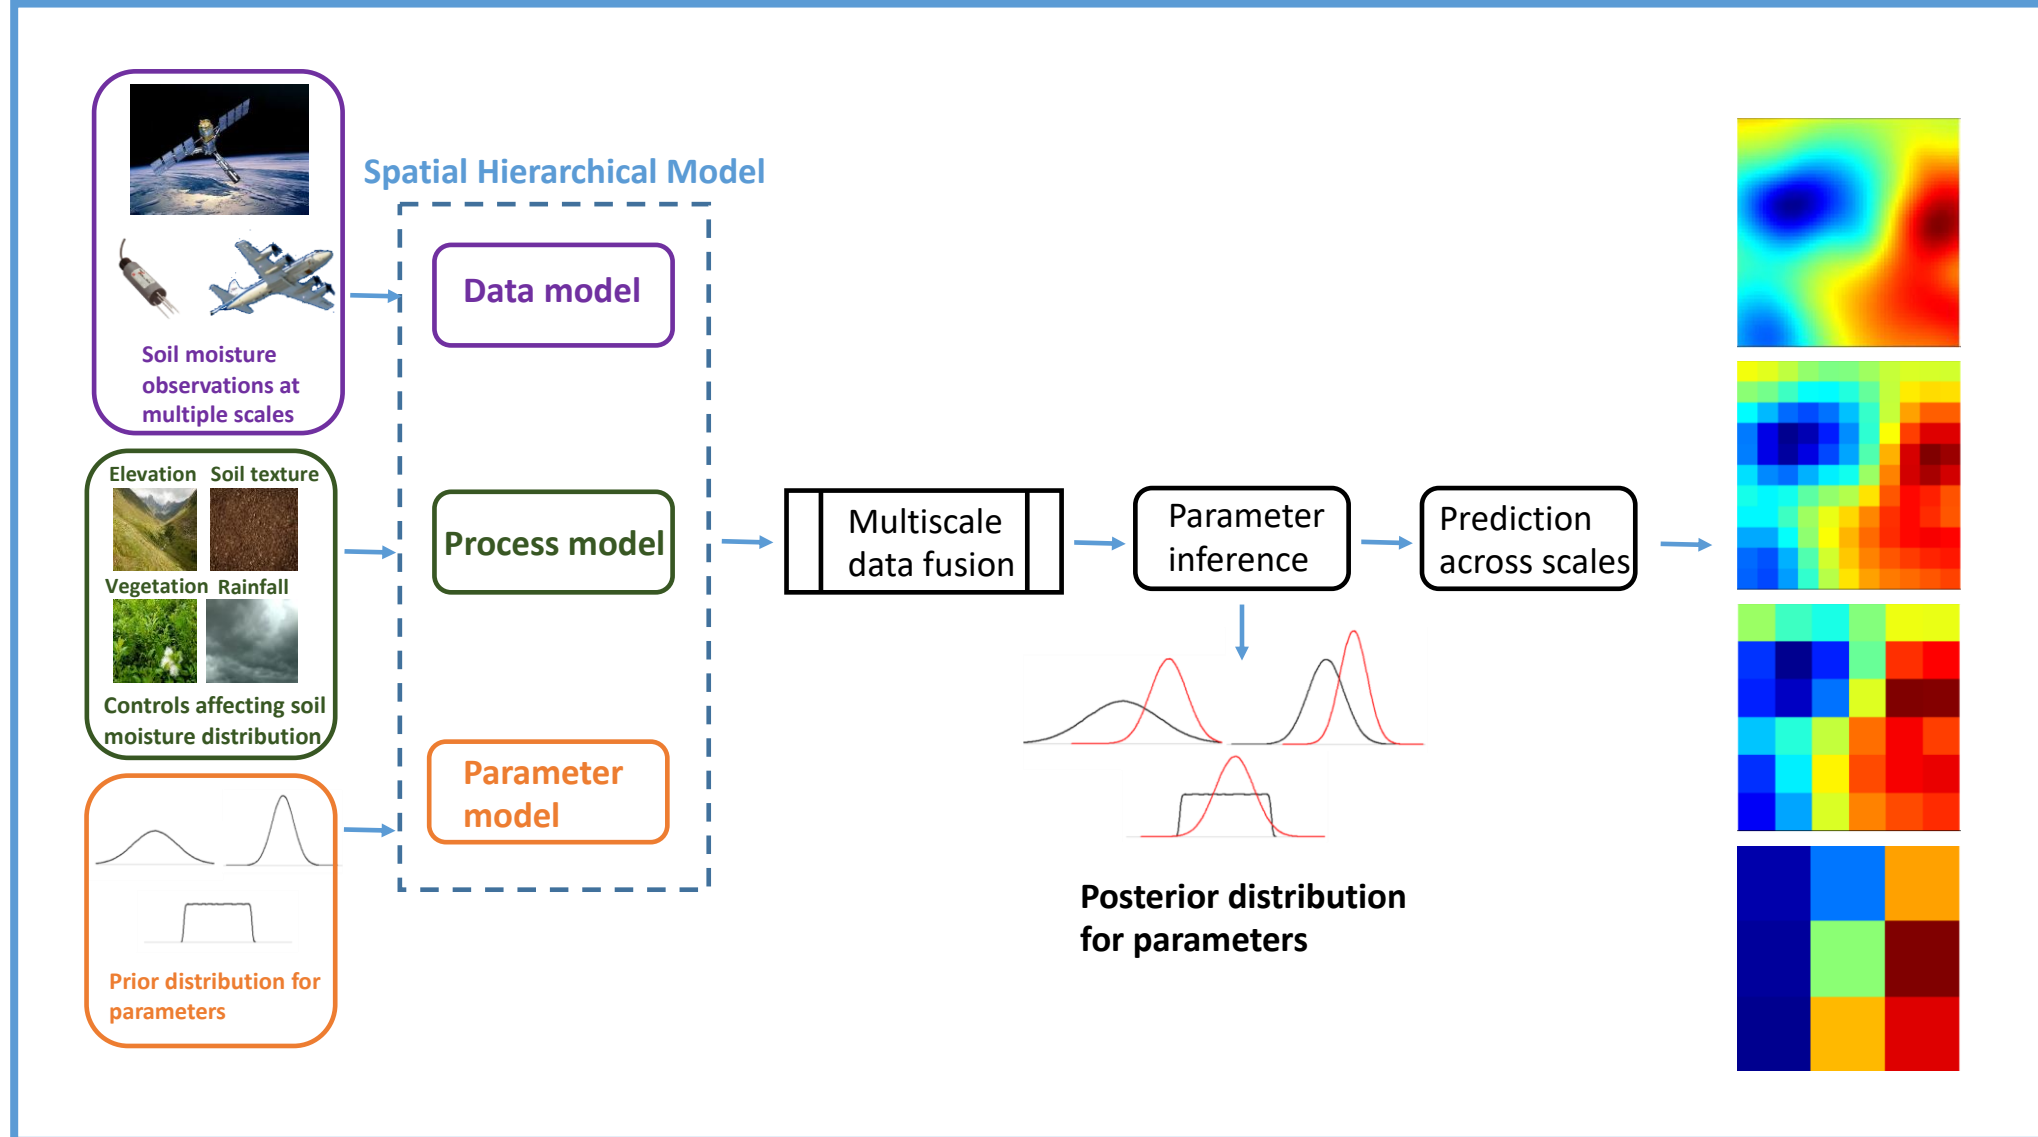 Spatial Hierarchical Model
Soil moisture
observations at
multiple scales
Elevation Soil texture
Vegetation Rainfall
Controls affecting soil
moisture distribution
Prior distribution for
parameters
Data model
Process model
Parameter
model
Multiscale
data fusion
Parameter
inference
Prediction
across scales
Posterior distribution
for parameters